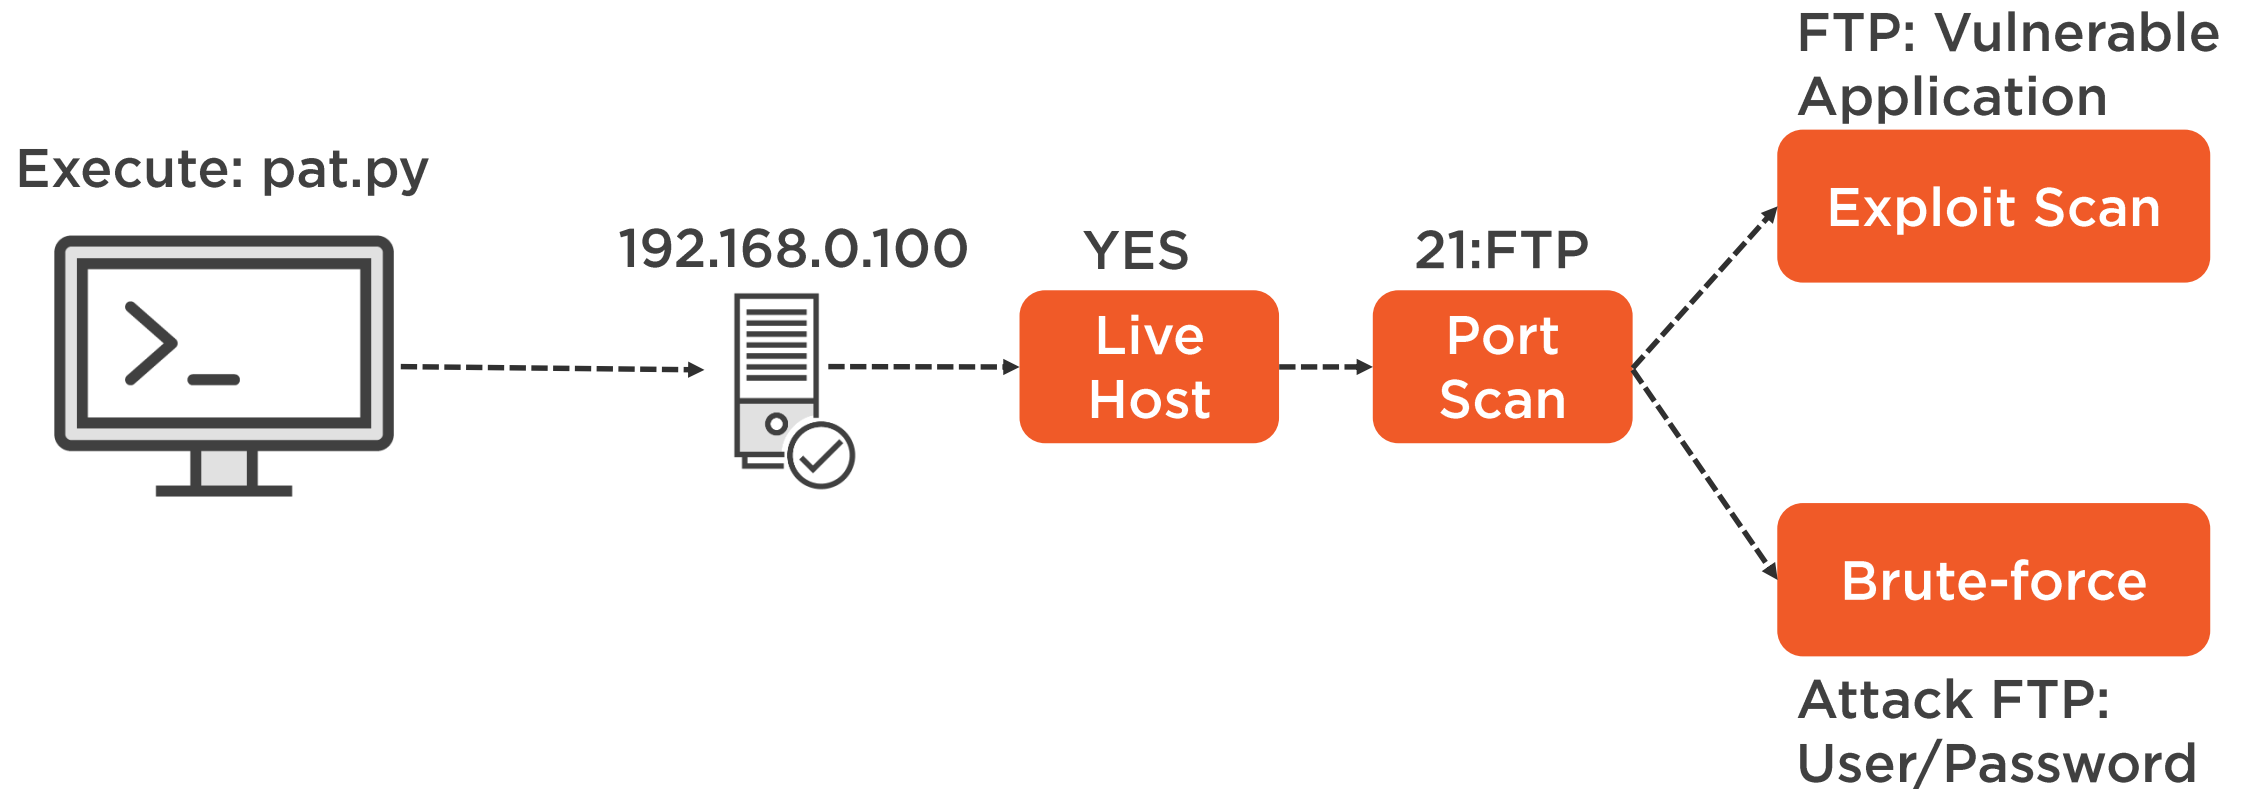 Execute: pat.py
192.168.0.100
YES
Live
Host
21:FTP
Port
Scan
FTP: Vulnerable
Application
Exploit Scan
Brute-force
Attack FTP:
User/Password